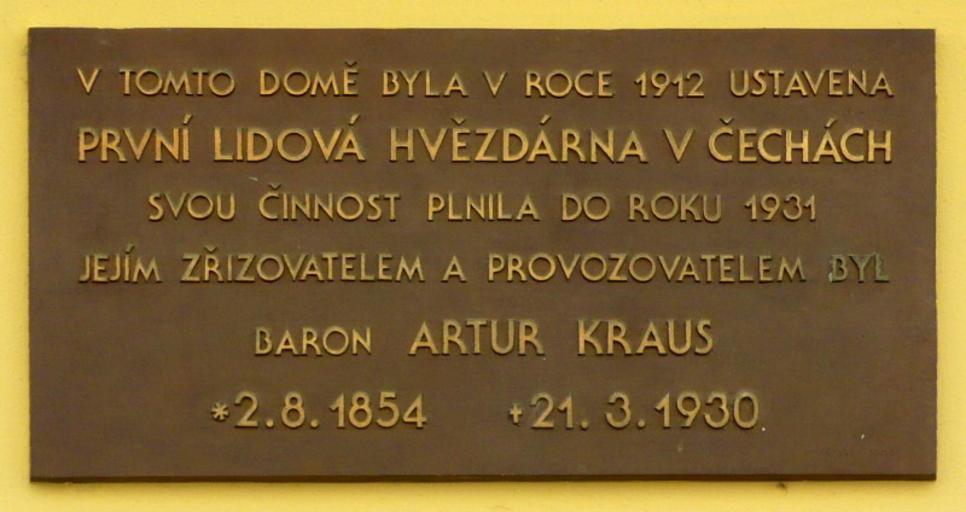 V TOMTO DOMĚ BYLA V ROCE 1912 USTAVENA
PRVNÍ LIDOVÁ HVĚZDÁRNA V ČECHÁCH
SVOU ČINNOST PLNILA DO ROKU 1931
JEJÍM ZŘIZOVATELEM A PROVOZOVATELEM BYL
BARON ARTUR KRAUS
*2.8.1854 †21.3.1930